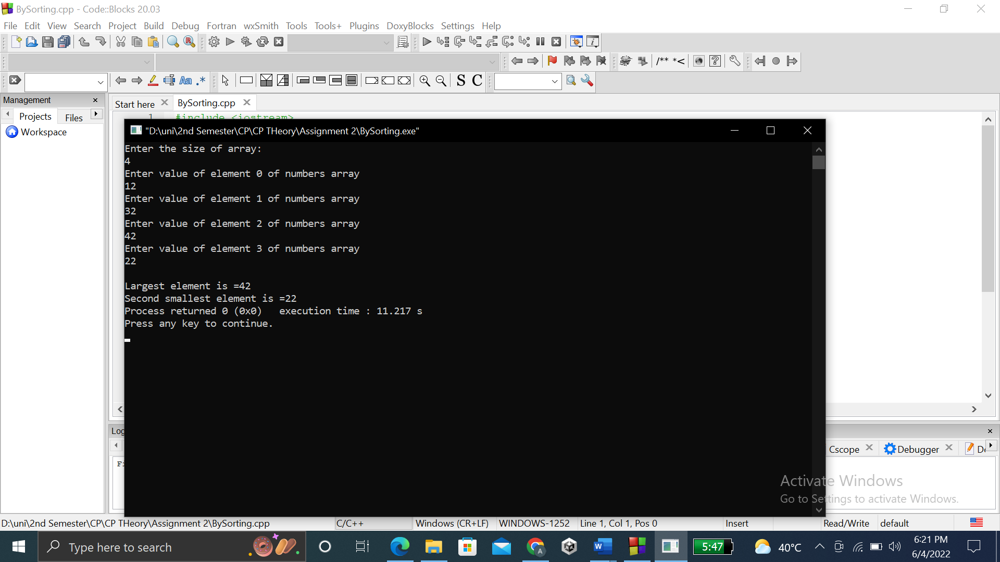 BySorting.cpp - Code::Blocks 20.03
File Edit View Search Project Build Debug Fortran wxSmith Tools Tools+ Plugins DoxyBlocks Settings Help
/** *<
Aa .* S C
Management
Start here BySorting.cpp
Projects Files
1 #include <iostream>
Workspace
"D:\uni\2nd Semester\CP\CP THeory\Assignment 2\BySorting.exe"
Enter the size of array:
4
Enter value of element 0 of numbers array
12
Enter value of element 1 of numbers array
32
Enter value of element 2 of numbers array
42
Enter value of element 3 of numbers array
22
Largest element is =42
Second smallest element is =22
Process returned 0 (0x0)   execution time : 11.217 s
Press any key to continue.
Log
Cscope Debugger
Activate Windows
Go to Settings to activate Windows.
D:\uni\2nd Semester\CP\CP THeory\Assignment 2\BySorting.cpp C/C++ Windows (CR+LF) WINDOWS-1252 Line 1, Col 1, Pos 0 Insert Read/Write default
Type here to search 5:47 40°C 6:21 PM
6/4/2022